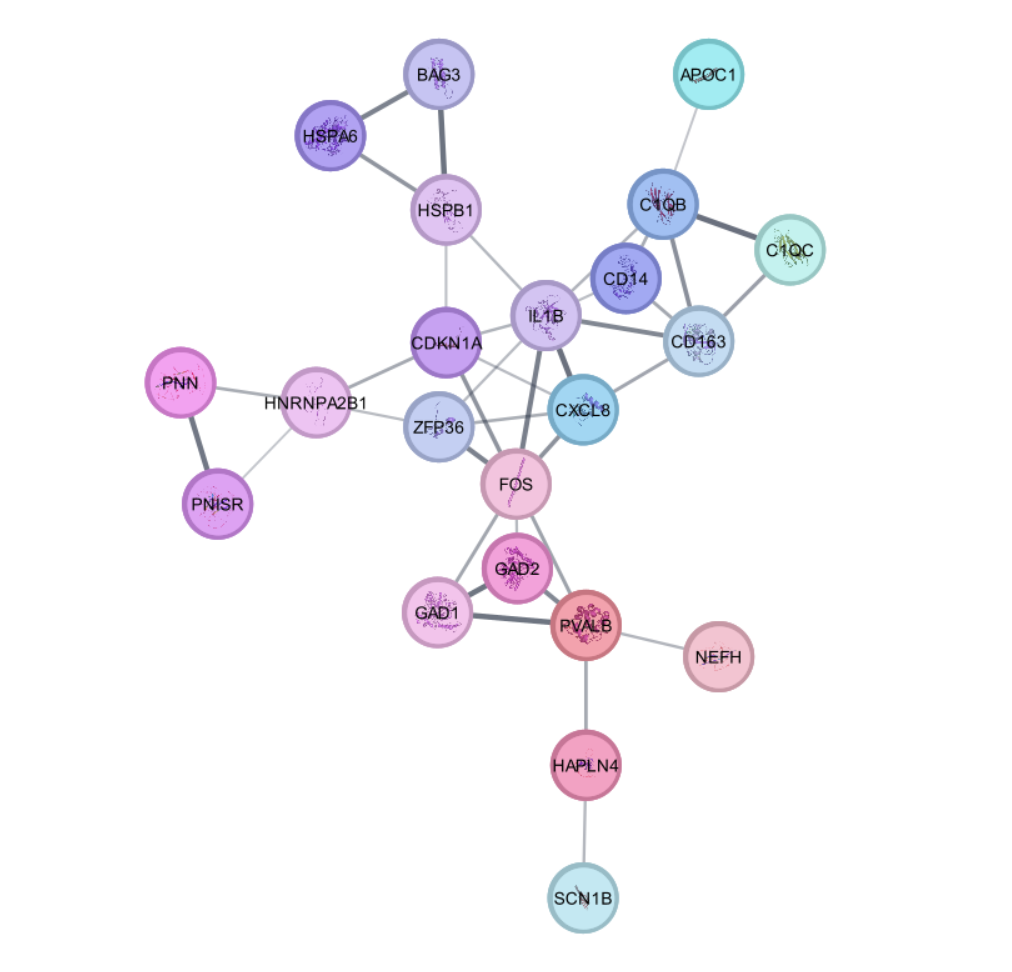 BAG3
APOC1
HSPA6
C1QB
HSPB1
C1QC
CD14
IL1B
CDKN1A
CD163
PNN
HNRNPA2B1
CXCL8
ZFP36
FOS
PNISR
GAD2
GAD1
PVALB
NEFH
HAPLN4
SCN1B